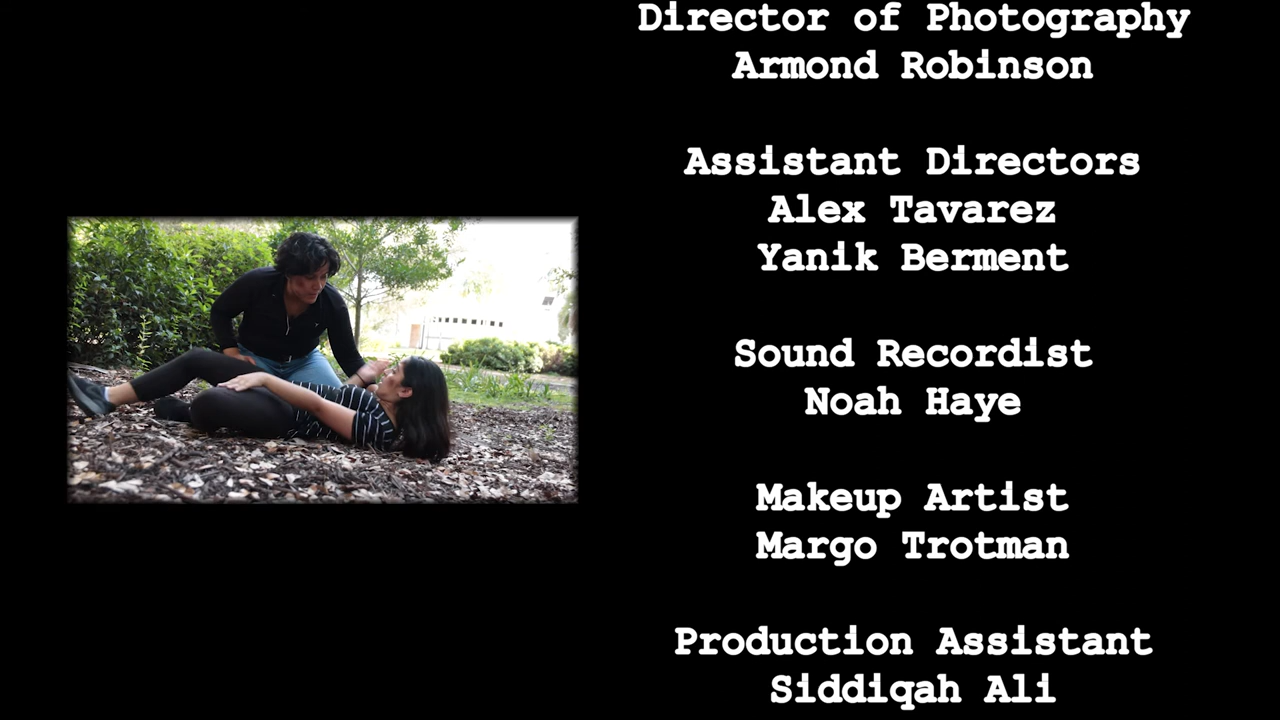 Director of Photography
Armond Robinson
Assistant Directors
Alex Tavarez
Yanik Berment
Sound Recordist
Noah Haye
Makeup Artist
Margo Trotman
Production Assistant
Siddiqah Ali